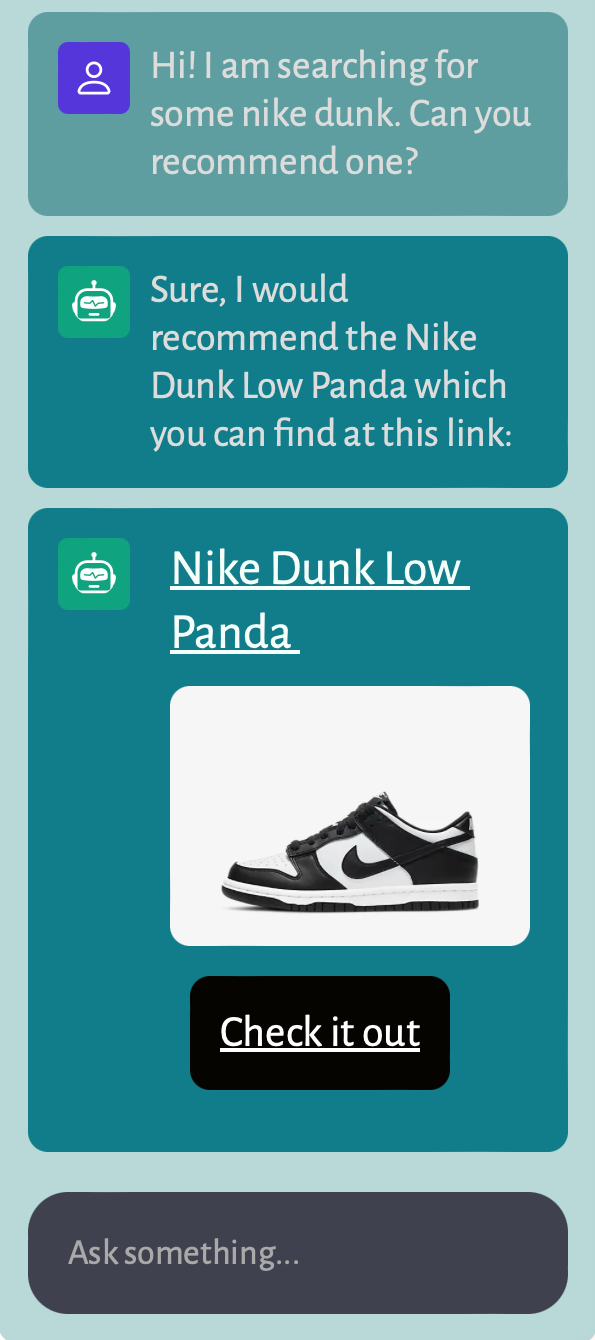 Hi! I am searching for
some nike dunk. Can you
recommend one?
Sure, I would
recommend the Nike
Dunk Low Panda which
you can find at this link:
Nike Dunk Low
Panda
Check it out
Ask something...